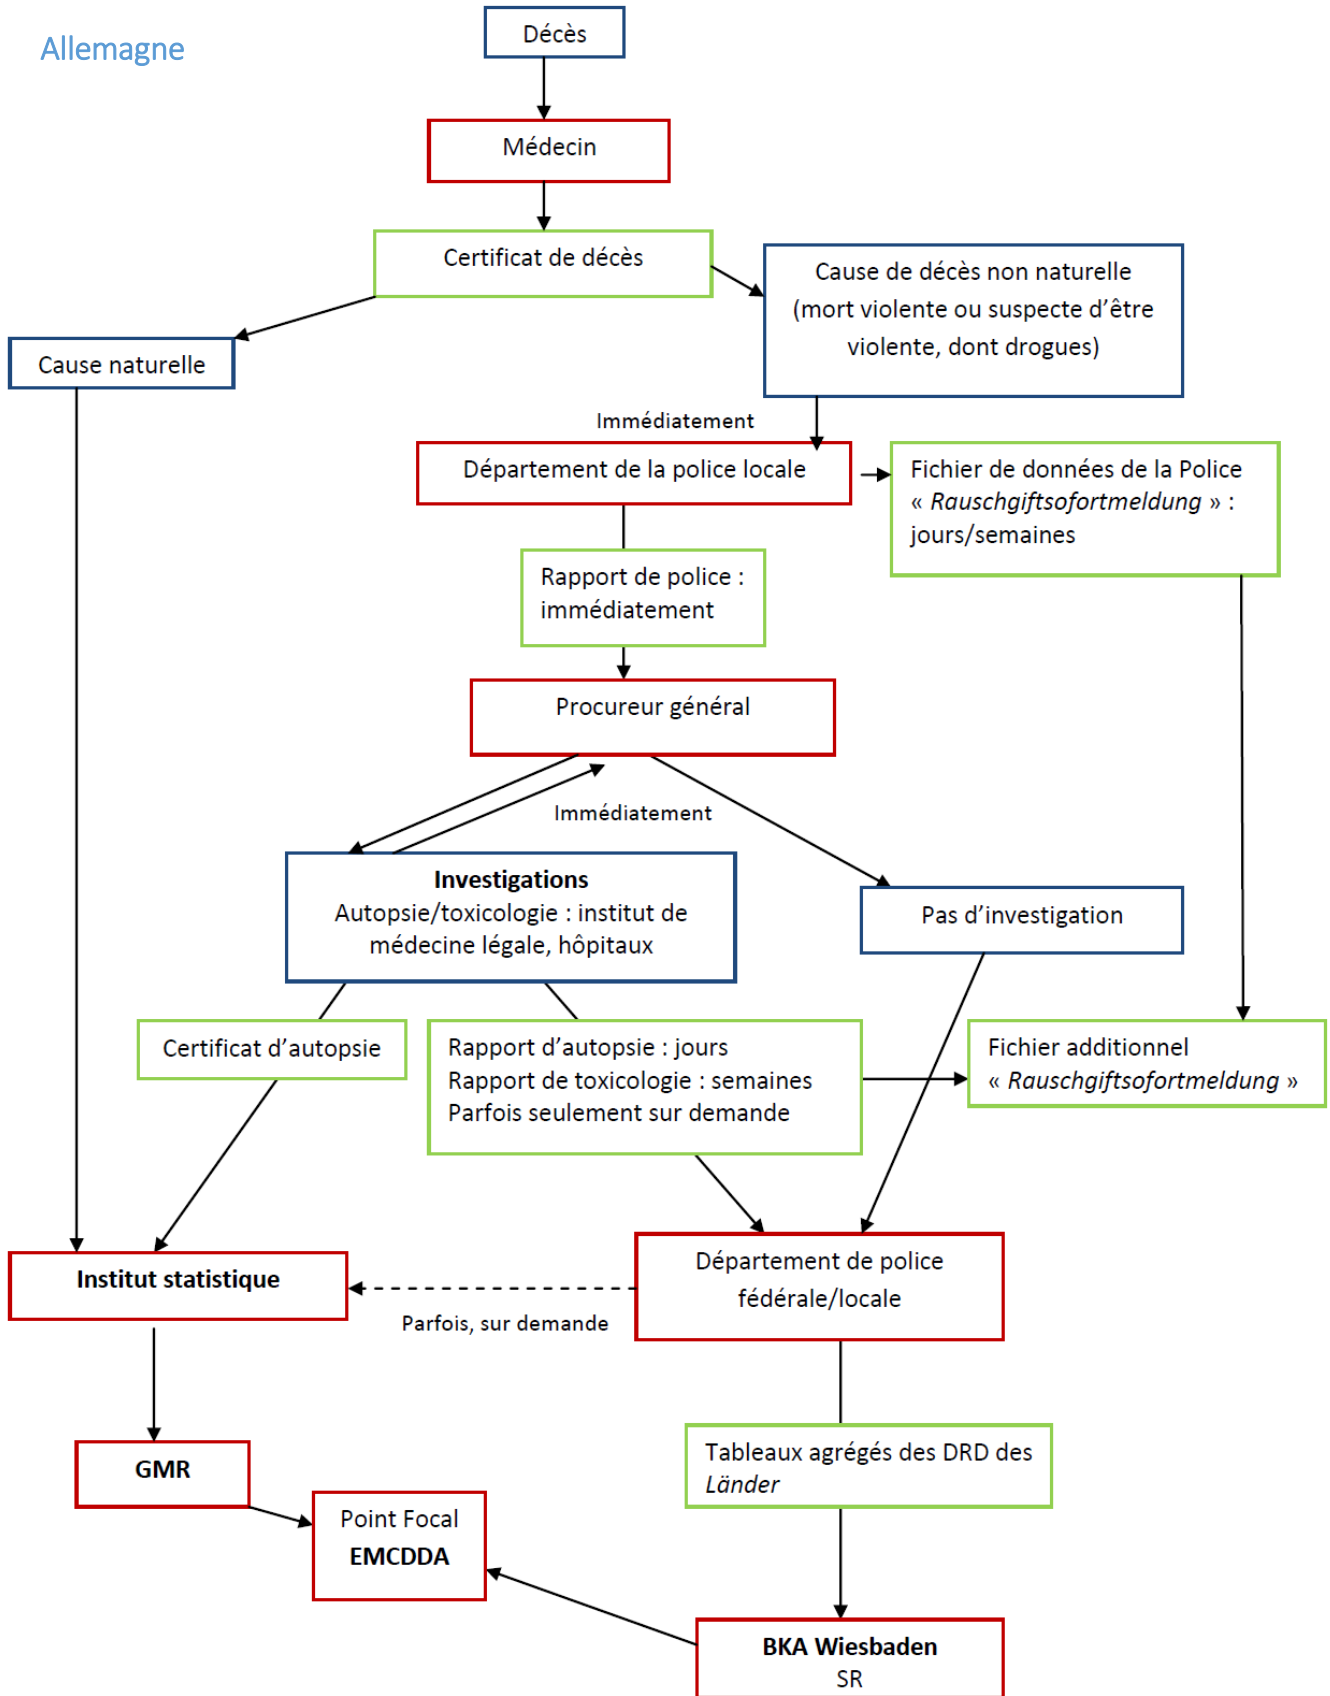 Allemagne
Décès
Médecin
Certificat de décès
Cause de décès non naturelle
(mort violente ou suspecte d'être
violente, dont drogues)
Cause naturelle
Immédiatement
Département de la police locale
Fichier de données de la Police
« Rauschgiftsofortmeldung » :
jours/semaines
Rapport de police :
immédiatement
Procureur général
Immédiatement
Investigations
Autopsie/toxicologie : institut de
médecine légale, hôpitaux
Pas d'investigation
Certificat d'autopsie
Rapport d'autopsie : jours
Rapport de toxicologie : semaines
Parfois seulement sur demande
Fichier additionnel
« Rauschgiftsofortmeldung »
Institut statistique
Département de police
fédérale/locale
Parfois, sur demande
GMR
Tableaux agrégés des DRD des
Länder
Point Focal
EMCDDA
BKA Wiesbaden
SR